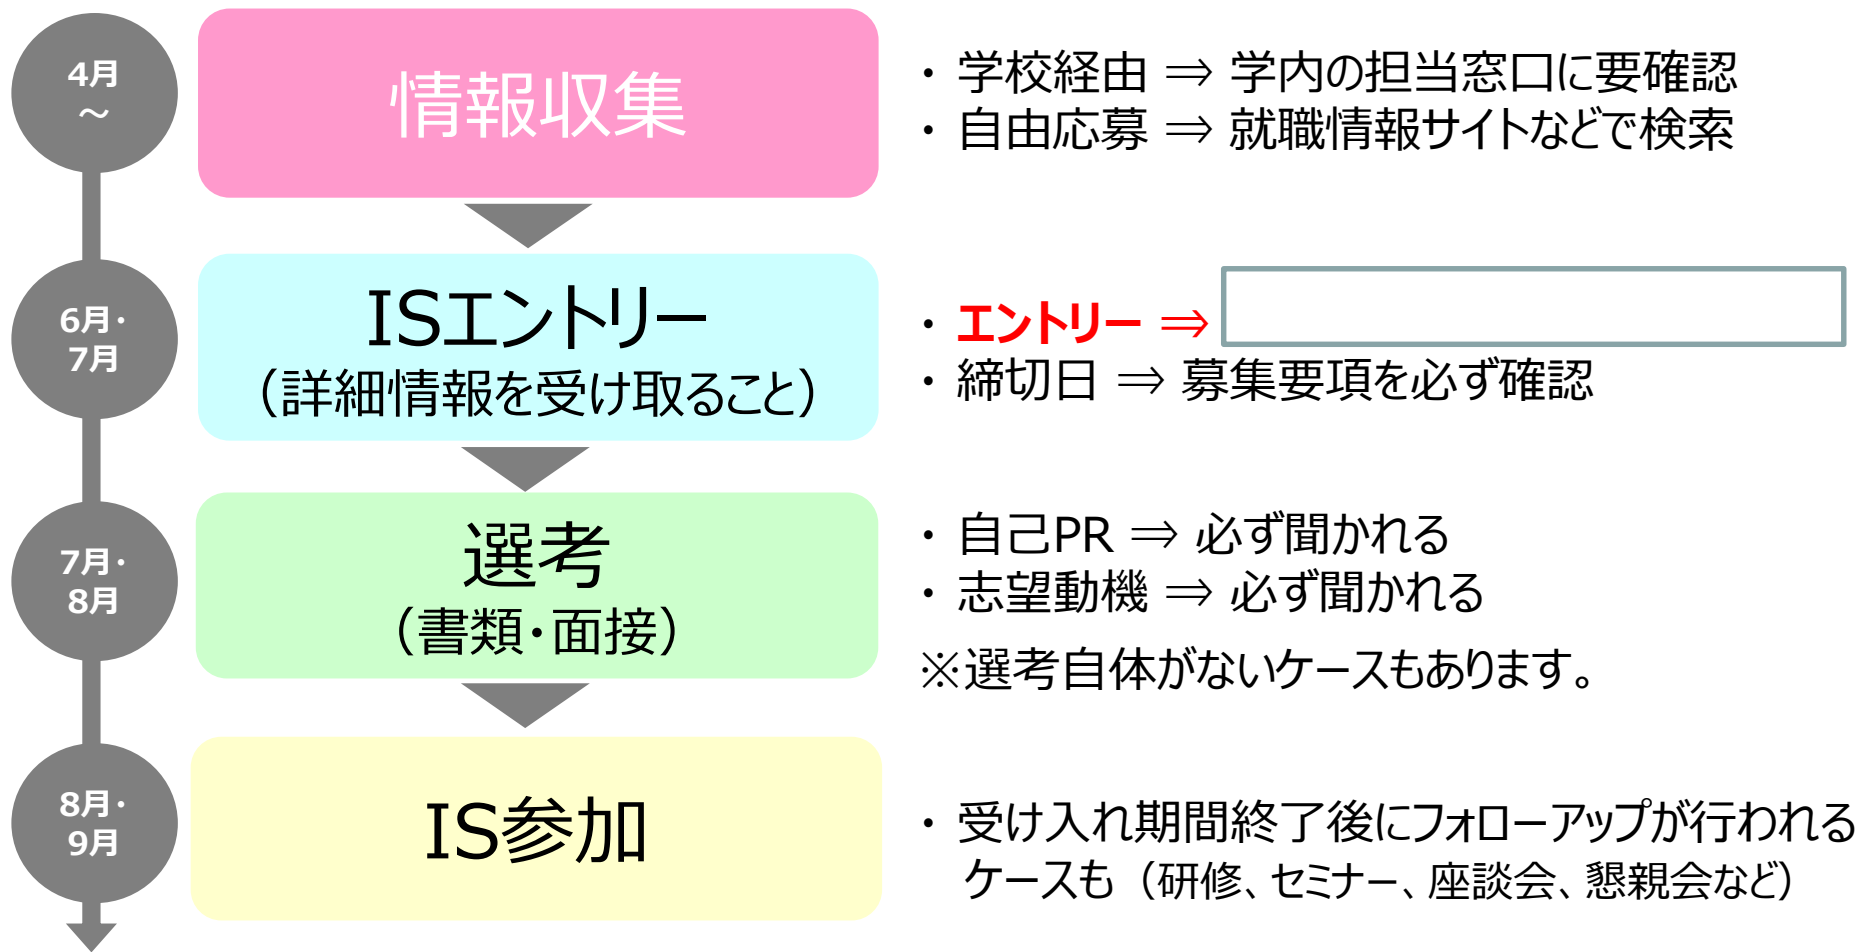 4月
～
情報収集
・ 学校経由 ⇒ 学内の担当窓口に要確認
・ 自由応募 ⇒ 就職情報サイトなどで検索
6月・
7月
ISエントリー
（詳細情報を受け取ること）
・ エントリー ⇒
・ 締切日 ⇒ 募集要項を必ず確認
7月・
8月
選考
（書類・面接）
・ 自己PR ⇒ 必ず聞かれる
・ 志望動機 ⇒ 必ず聞かれる
※選考自体がないケースもあります。
8月・
9月
IS参加
・ 受け入れ期間終了後にフォローアップが行われる
ケースも（研修、セミナー、座談会、懇親会など）